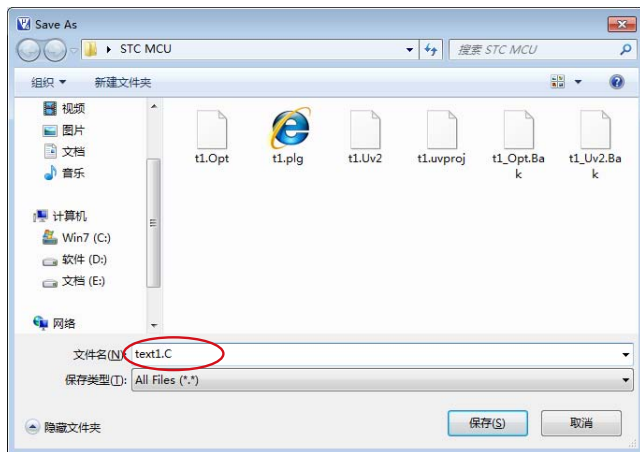 Save As
STC MCU
搜索 STC MCU
组织
新建文件夹
视频
图片
文档
音乐
计算机
Win7 (C:)
软件 (D:)
文档 (E:)
网络
t1.Opt
t1.plg
t1.Uv2
t1.uvproj
t1_Opt.Ba
k
t1_Uv2.Ba
k
文件名(N): text1.C
保存类型(T): All Files (*.*)
隐藏文件夹
保存(S)
取消